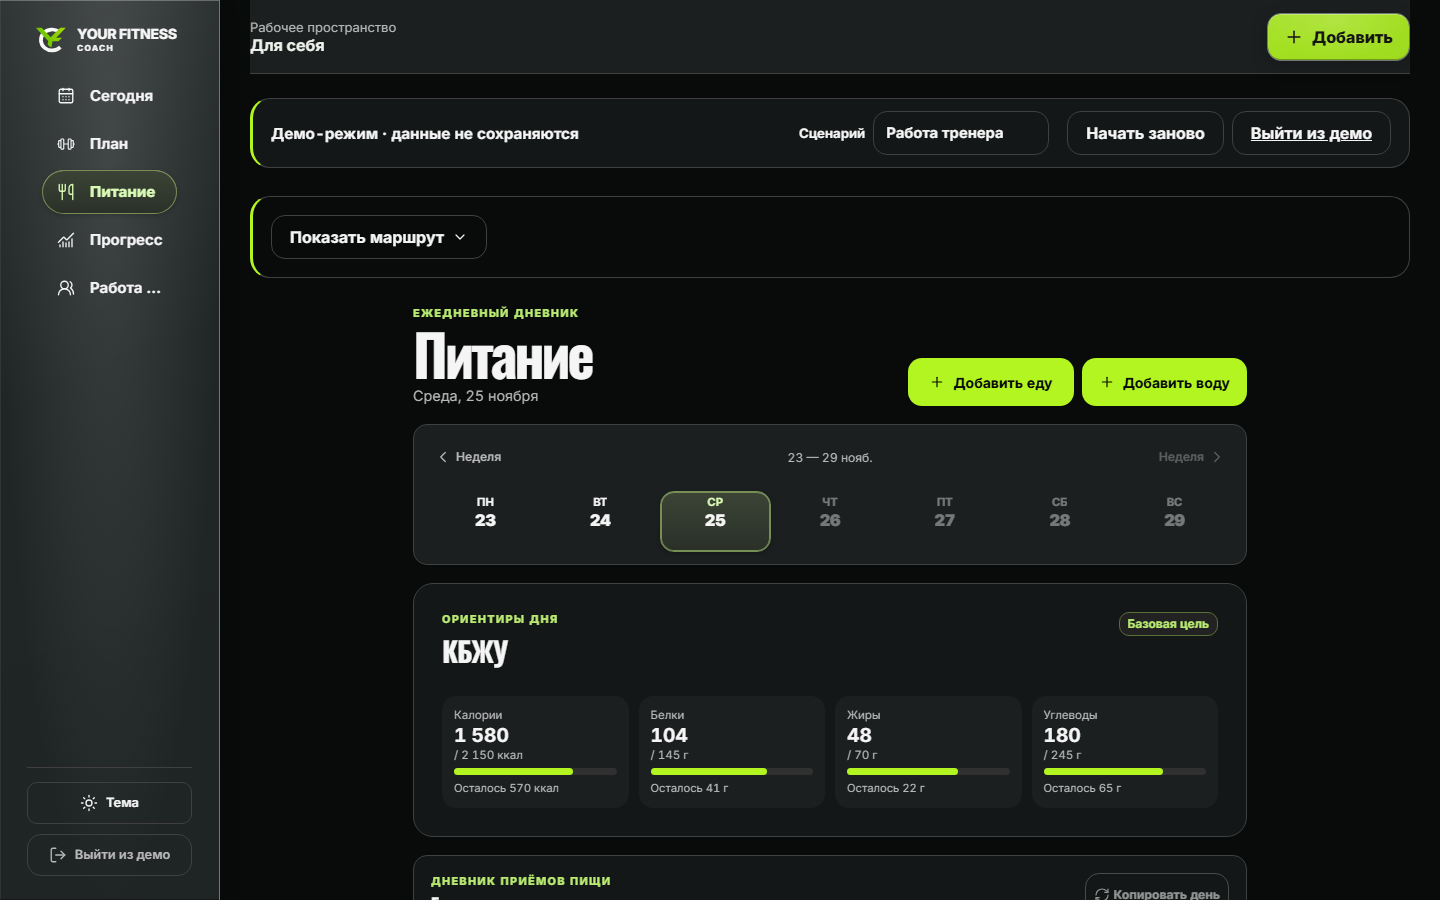 YOUR FITNESS
COACH
Сегодня
План
Питание
Прогресс
Работа ...
Тема
Выйти из демо
Рабочее пространство
Для себя
Добавить
Демо-режим · данные не сохраняются
Сценарий
Работа тренера
Начать заново
Выйти из демо
Показать маршрут
ЕЖЕДНЕВНЫЙ ДНЕВНИК
Питание
Среда, 25 ноября
Добавить еду
Добавить воду
Неделя
23 — 29 нояб.
Неделя
ПН
23
ВТ
24
СР
25
ЧТ
26
ПТ
27
СБ
28
ВС
29
ОРИЕНТИРЫ ДНЯ
КБЖУ
Базовая цель
Калории
1 580
/ 2 150 ккал
Осталось 570 ккал
Белки
104
/ 145 г
Осталось 41 г
Жиры
48
/ 70 г
Осталось 22 г
Углеводы
180
/ 245 г
Осталось 65 г
ДНЕВНИК ПРИЁМОВ ПИЩИ
Копировать день